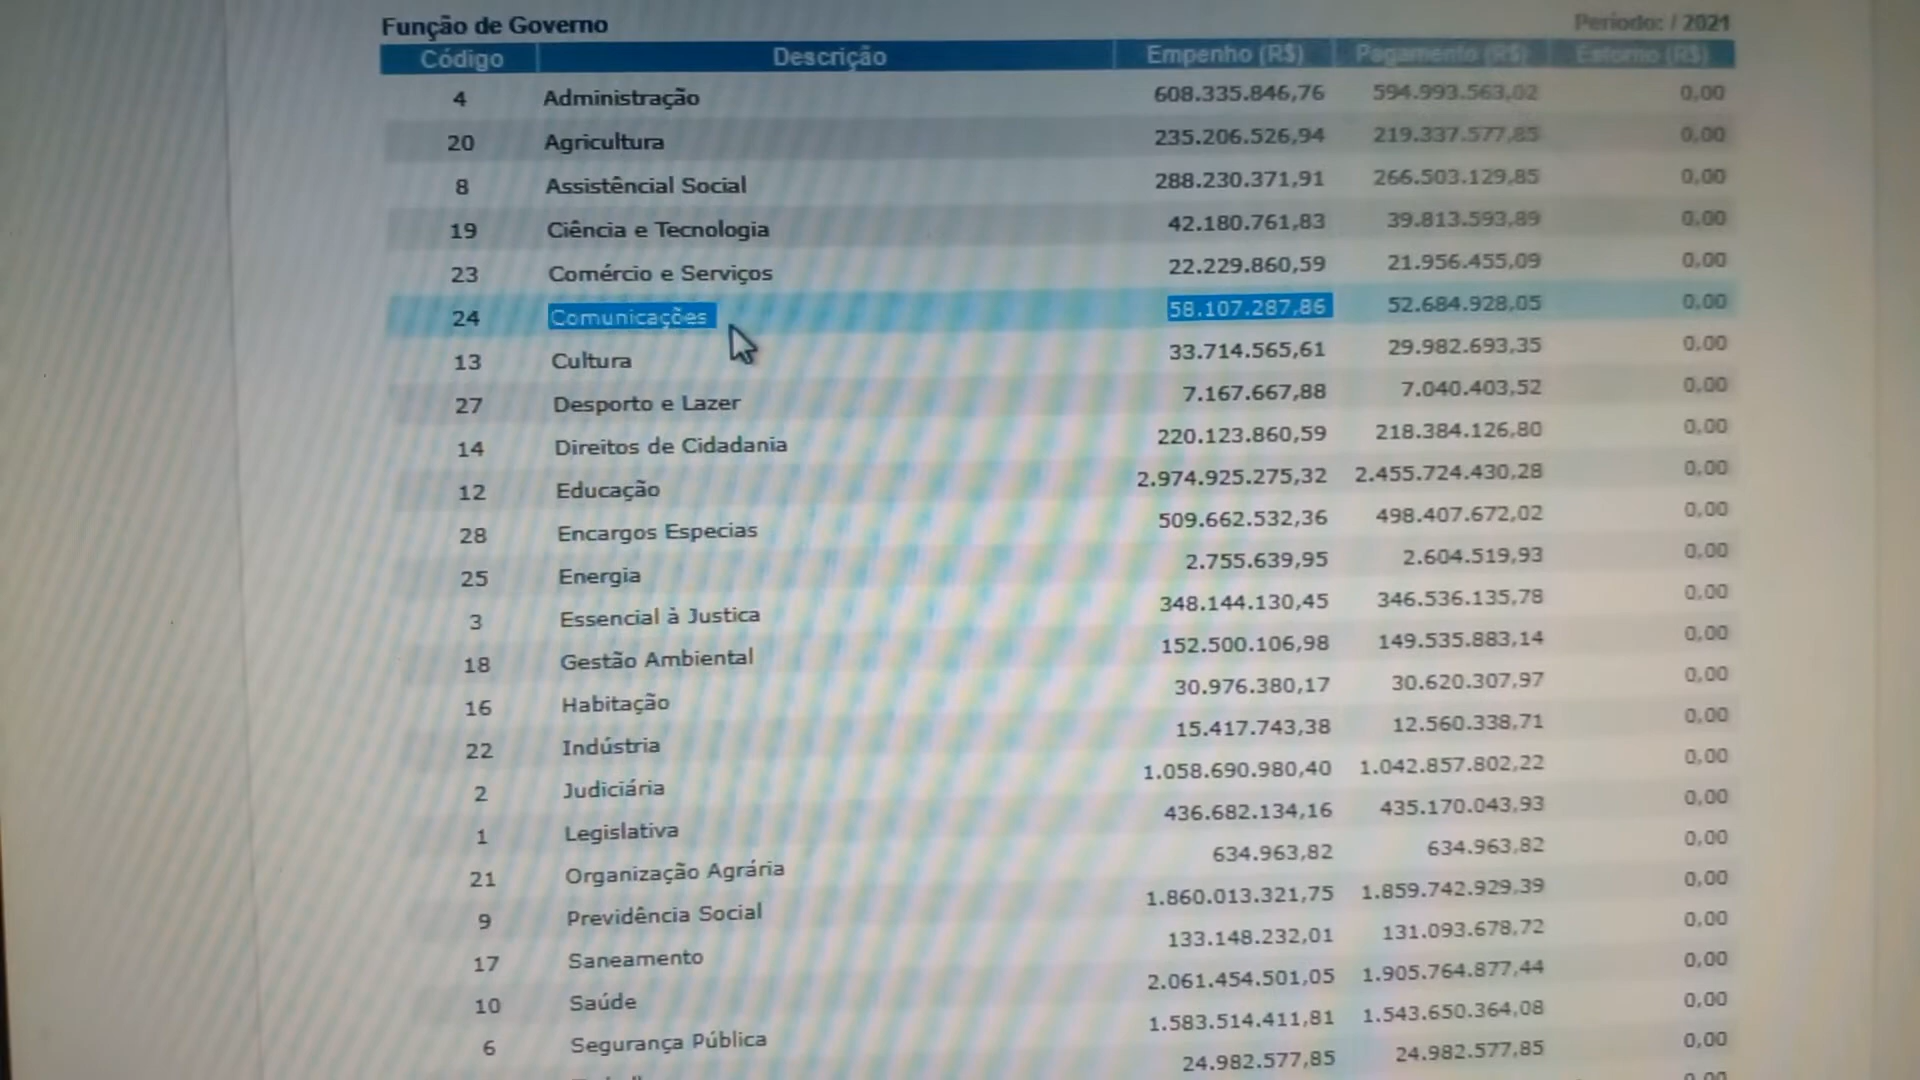 Função de Governo Periodo: / 2021
Código Descrição Empenho (R$) Pagamento (R$) Estorno (R$)
4 Administração 608.335.846,76 594.993.563,02 0,00
20 Agricultura 235.206.526,94 219.337.577,85 0,00
8 Assistêncial Social 288.230.371,91 266.503.129,85 0,00
19 Ciência e Tecnologia 42.180.761,83 39.813.593,89 0,00
23 Comércio e Serviços 22.229.860,59 21.956.455,09 0,00
24 Comunicações 58.107.287,86 52.684.928,05 0,00
13 Cultura 33.714.565,61 29.982.693,35 0,00
27 Desporto e Lazer 7.167.667,88 7.040.403,52 0,00
14 Direitos de Cidadania 220.123.860,59 218.384.126,80 0,00
12 Educação 2.974.925.275,32 2.455.724.430,28 0,00
28 Encargos Especias 509.662.532,36 498.407.672,02 0,00
25 Energia 2.755.639,95 2.604.519,93 0,00
3 Essencial à Justica 348.144.130,45 346.536.135,78 0,00
18 Gestão Ambiental 152.500.106,98 149.535.883,14 0,00
16 Habitação 30.976.380,17 30.620.307,97 0,00
22 Indústria 15.417.743,38 12.560.338,71 0,00
2 Judiciária 1.058.690.980,40 1.042.857.802,22 0,00
1 Legislativa 436.682.134,16 435.170.043,93 0,00
21 Organização Agrária 634.963,82 634.963,82 0,00
9 Previdência Social 1.860.013.321,75 1.859.742.929,39 0,00
17 Saneamento 133.148.232,01 131.093.678,72 0,00
10 Saúde 2.061.454.501,05 1.905.764.877,44 0,00
6 Segurança Pública 1.583.514.411,81 1.543.650.364,08 0,00
24.982.577,85 24.982.577,85 0,00